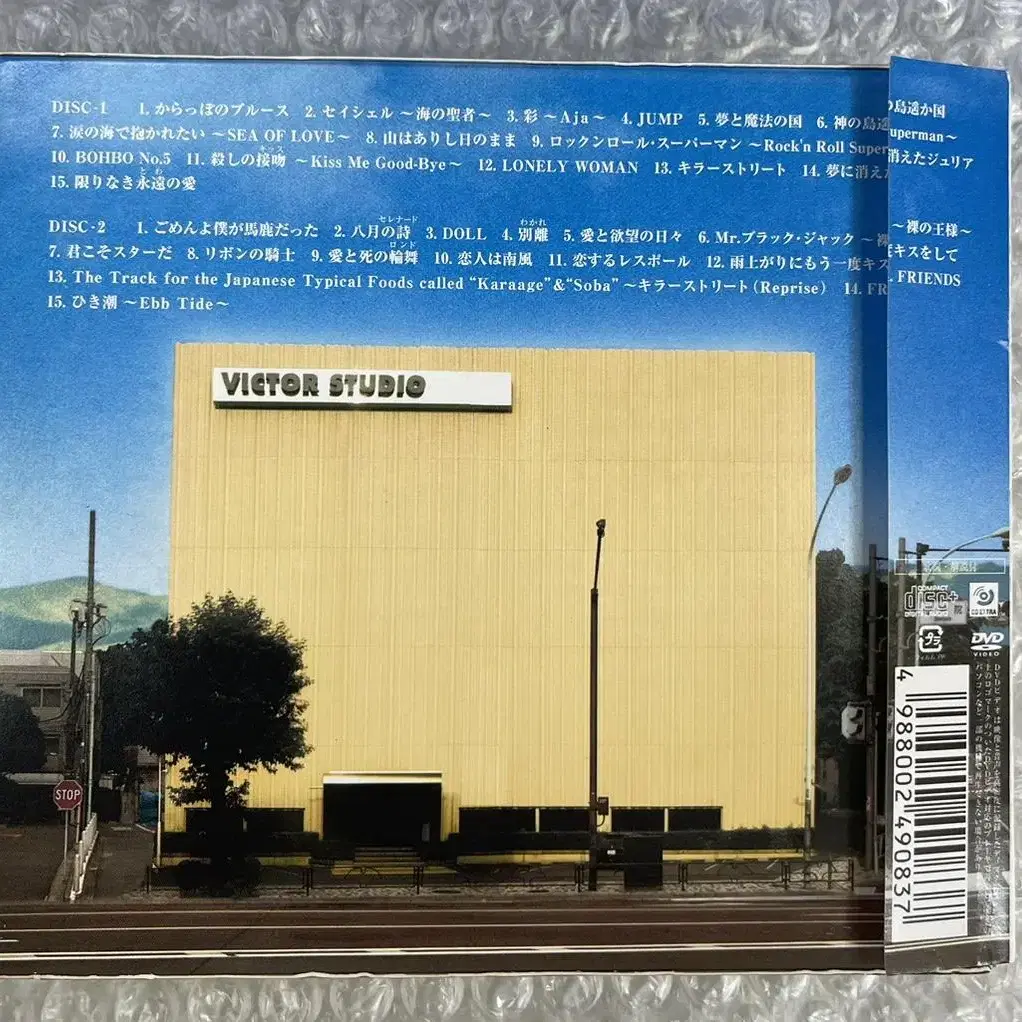 DISC-1 1. からっぽのブルース 2. セイシェル ～海の聖者～ 3. 彩 ～Aja～ 4. JUMP 5. 夢と魔法の国 6. 神の島遥か国
7. 涙の海で抱かれたい ～SEA OF LOVE～ 8. 山はありし日のまま 9. ロックンロール・スーパーマン ～Rock'n Roll Superman～
10. BOHBO No.5 11. 殺しの接吻 ～Kiss Me Good-Bye～ 12. LONELY WOMAN 13. キラーストリート 14. 夢に消えたジュリア
15. 限りなき永遠の愛
DISC-2 1. ごめんよ僕が馬鹿だった 2. 八月の詩 3. DOLL 4. 別離 5. 愛と欲望の日々 6. Mr.ブラック・ジャック ～裸の王様～
7. 君こそスターだ 8. リボンの騎士 9. 愛と死の輪舞 10. 恋人は南風 11. 恋するレスポール 12. 雨上がりにもう一度キスをして
13. The Track for the Japanese Typical Foods called "Karaage"&"Soba" ～キラーストリート (Reprise) 14. FRIENDS
15. ひき潮 ～Ebb Tide～
VICTOR STUDIO
STOP
COMPACT
disc+
CD EXTRA
DVD
VIDEO
4 988002 490837